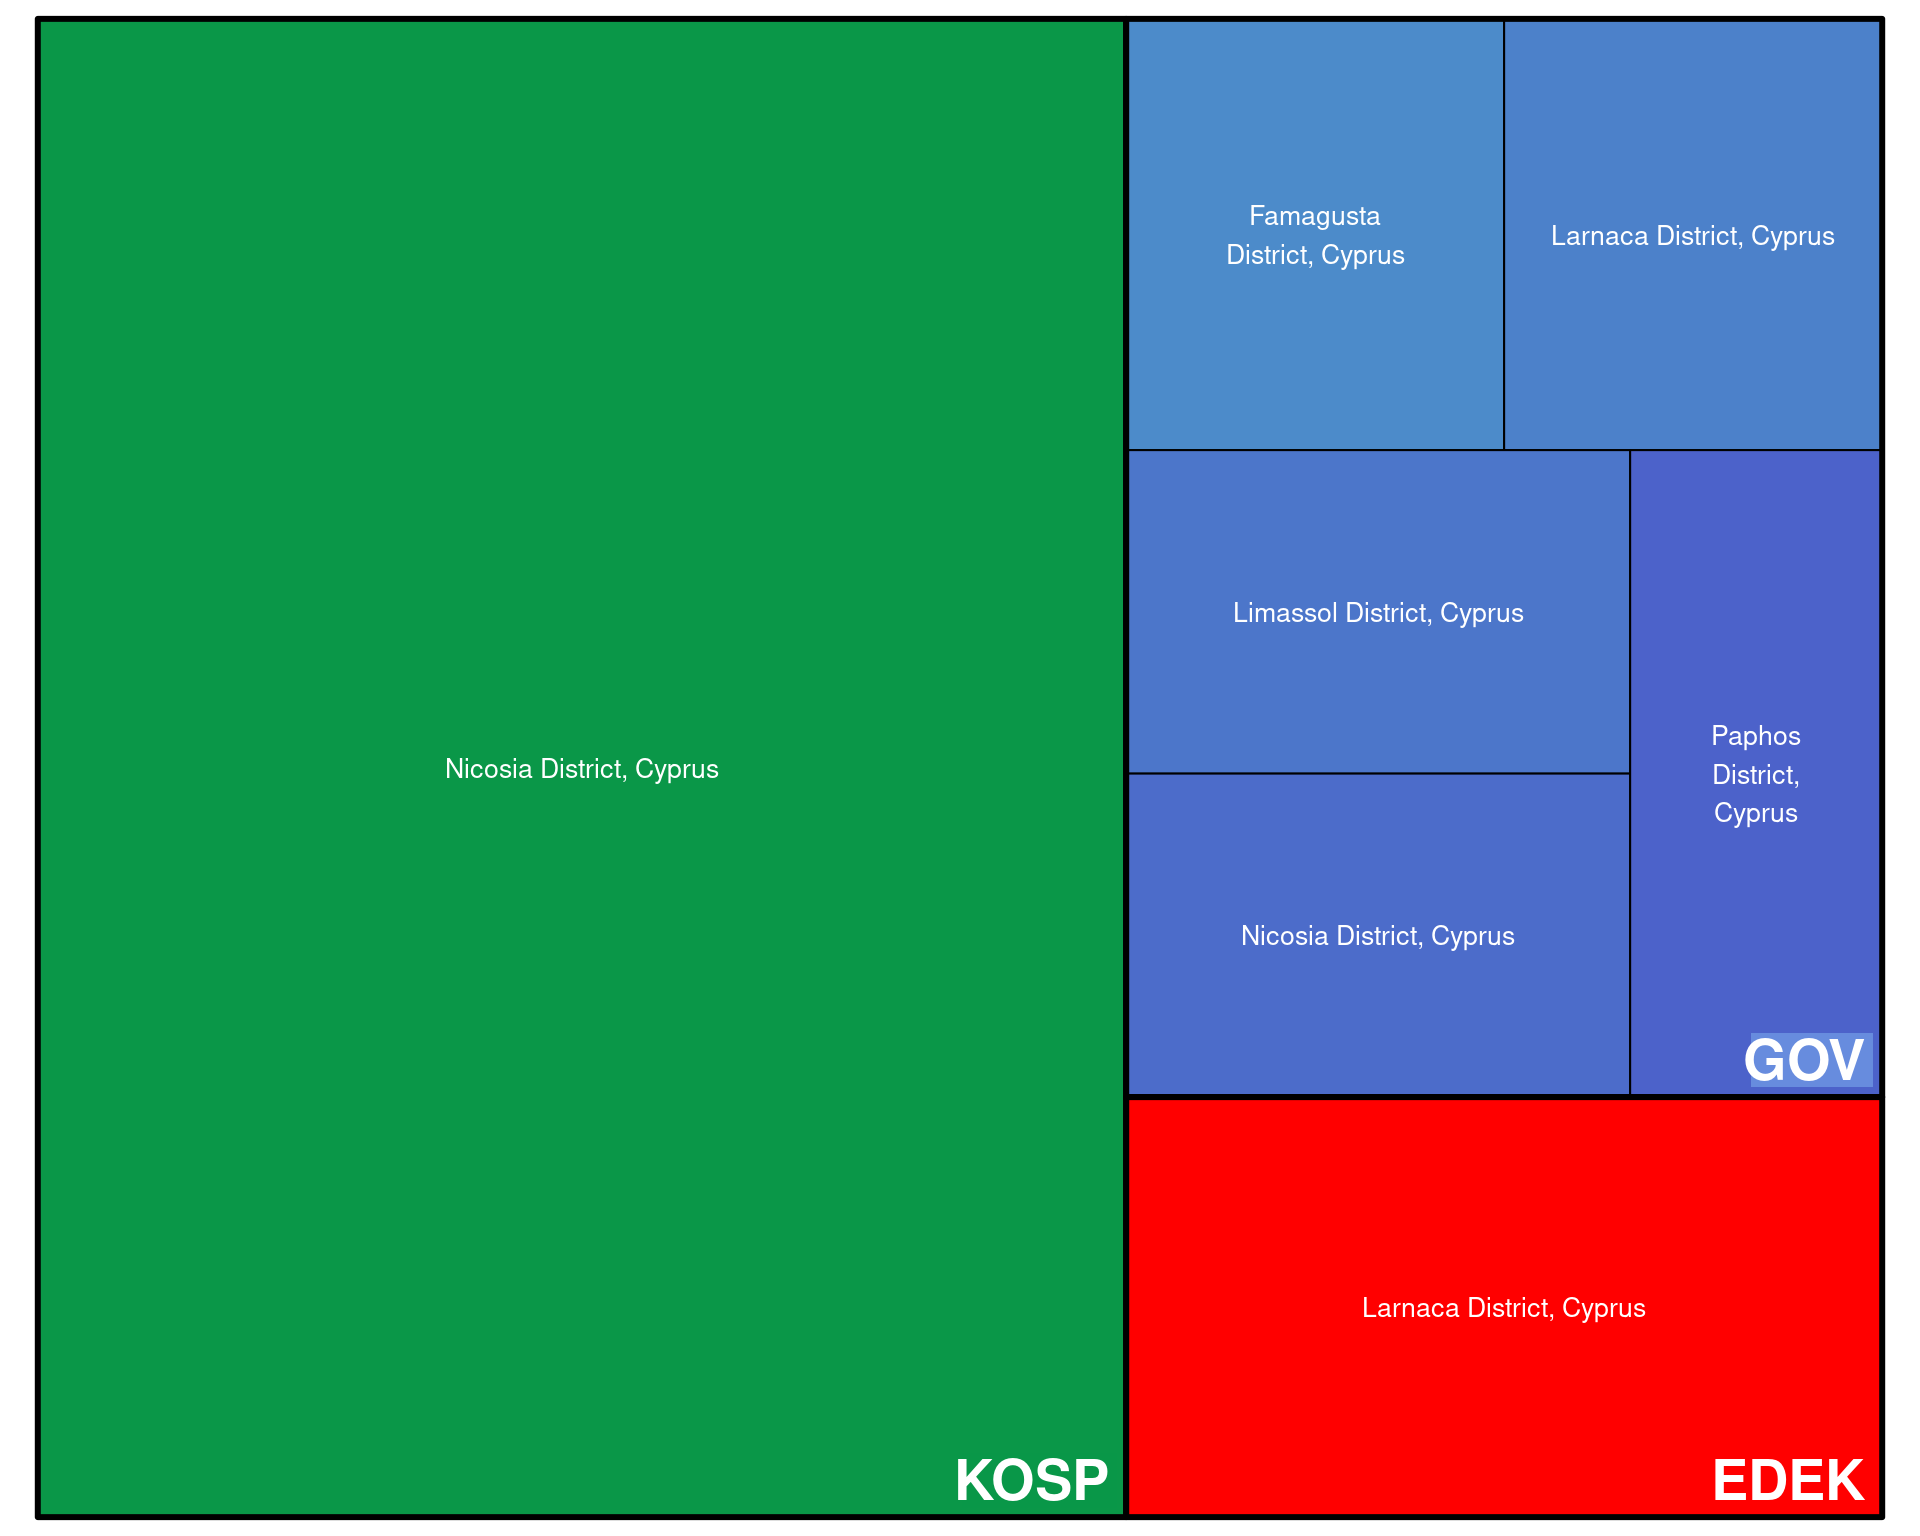 Nicosia District, Cyprus
KOSP
Famagusta
District, Cyprus
Larnaca District, Cyprus
Limassol District, Cyprus
Nicosia District, Cyprus
Paphos
District,
Cyprus
GOV
Larnaca District, Cyprus
EDEK